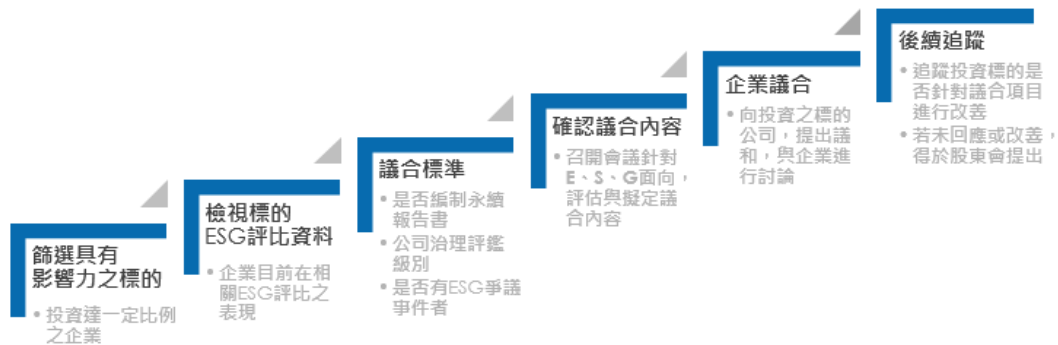 篩選具有
影響力之標的
• 投資達一定比例
之企業
檢視標的
ESG評比資料
• 企業目前在相
關ESG評比之
表現
議合標準
• 是否編制永續
報告書
• 公司治理評鑑
級別
• 是否有ESG爭議
事件者
確認議合內容
• 召開會議針對
E、S、G面向，
評估與擬定議
合內容
企業議合
• 向投資之標的
公司，提出議
和，與企業進
行討論
後續追蹤
• 追蹤投資標的是
否針對議合項目
進行改善
• 若未回應或改善，
得於股東會提出